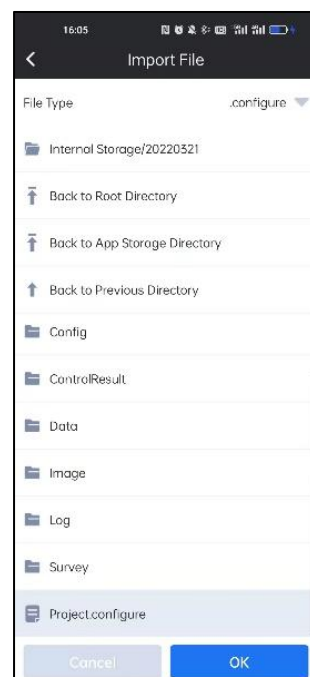 16:05
Import File
File Type .configure
Internal Storage/20220321
Back to Root Directory
Back to App Storage Directory
Back to Previous Directory
Config
ControlResult
Data
Image
Log
Survey
Project.configure
Cancel OK